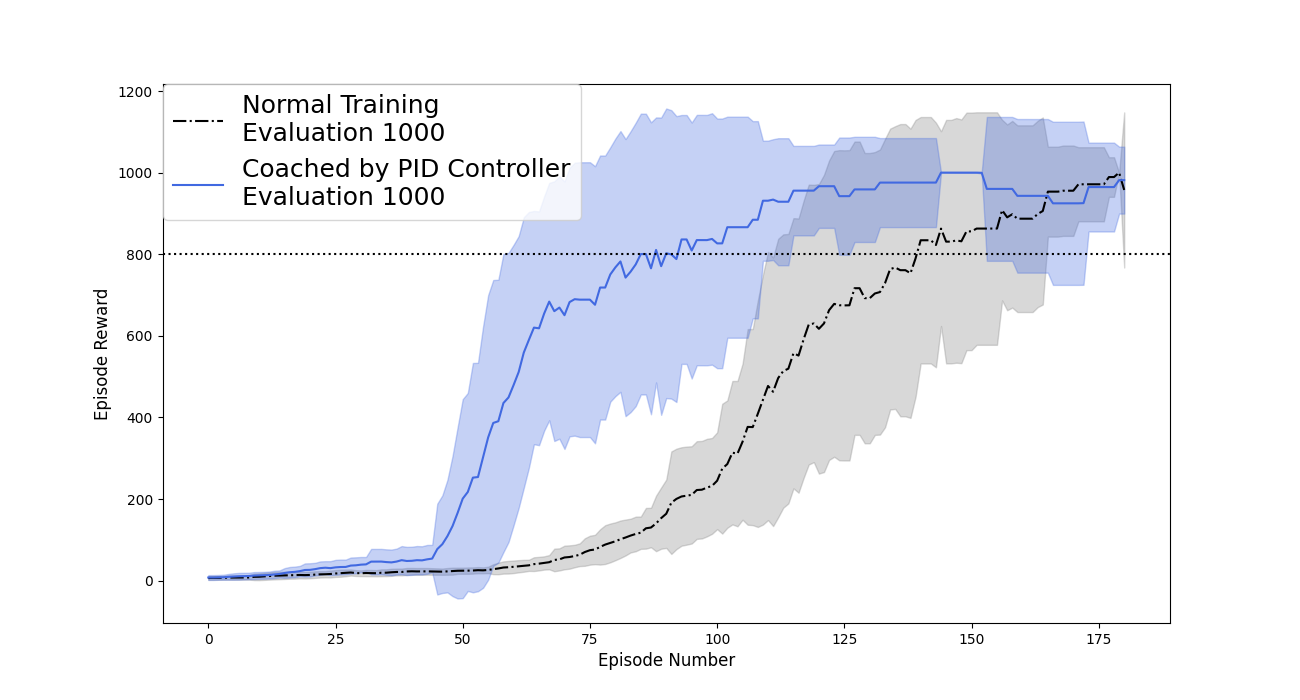 Normal Training
Evaluation 1000
Coached by PID Controller
Evaluation 1000
1200
1000
800
600
400
200
0
Episode Reward
0 25 50 75 100 125 150 175
Episode Number